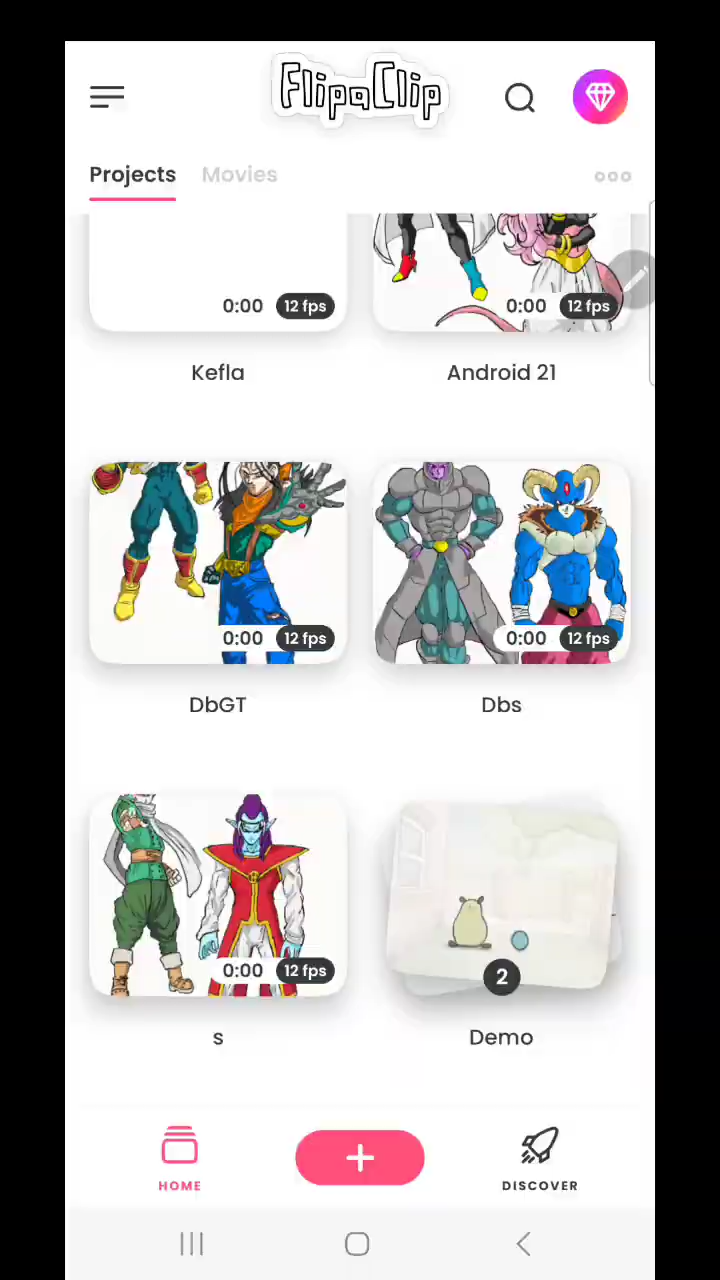 FlipaClip
Projects Movies
0:00 12 fps 0:00 12 fps
Kefla Android 21
0:00 12 fps 0:00 12 fps
DbGT Dbs
0:00 12 fps 2
s Demo
HOME DISCOVER